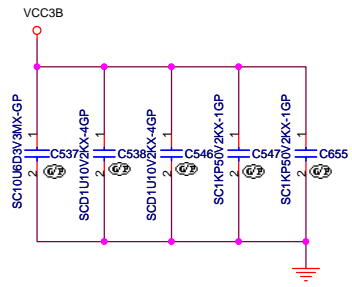 VCC3B
SC10U6D3V3MX-GP
1
C537
2
SCD1U10V2KX-4GP
1
C538
2
SCD1U10V2KX-4GP
1
C546
2
SC1KP50V2KX-1GP
1
C547
2
SC1KP50V2KX-1GP
1
C655
2